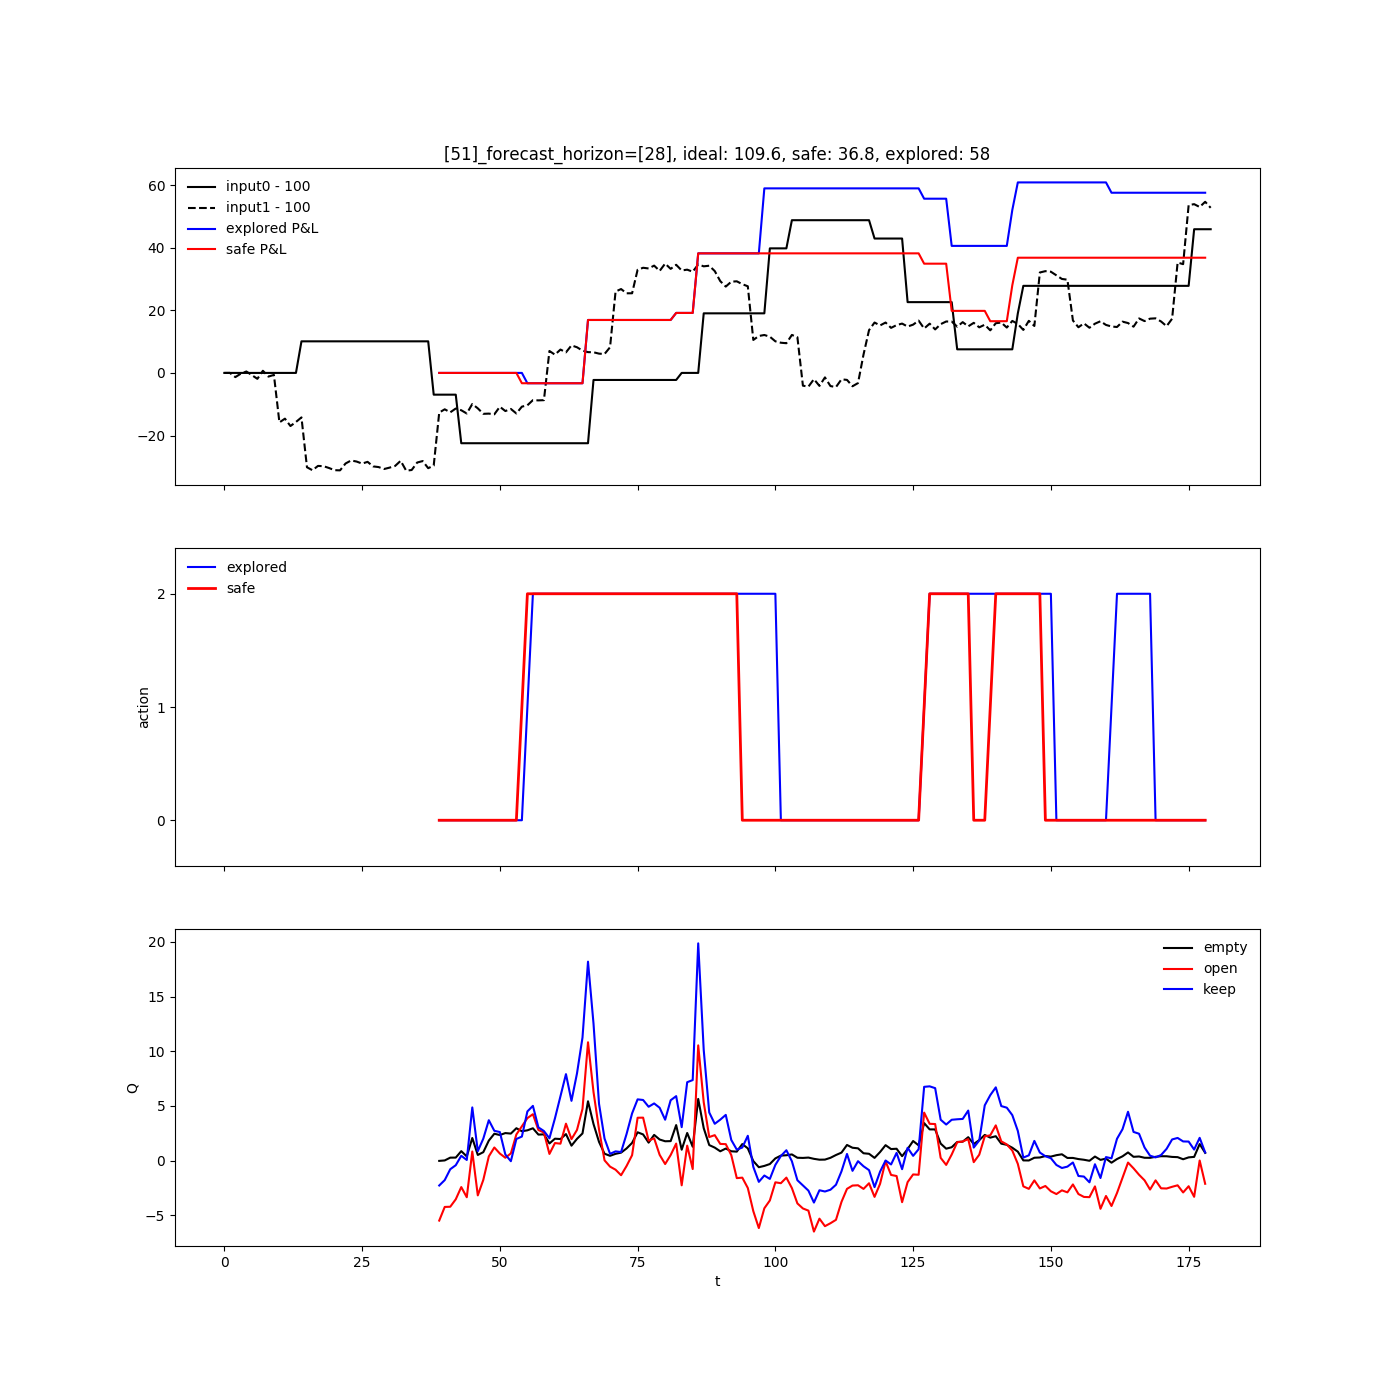 [51]_forecast_horizon=[28], ideal: 109.6, safe: 36.8, explored: 58
60
40
20
0
−20
input0 - 100
input1 - 100
explored P&L
safe P&L
2
1
0
action
explored
safe
20
15
10
5
0
−5
Q
empty
open
keep
0 25 50 75 100 125 150 175
t